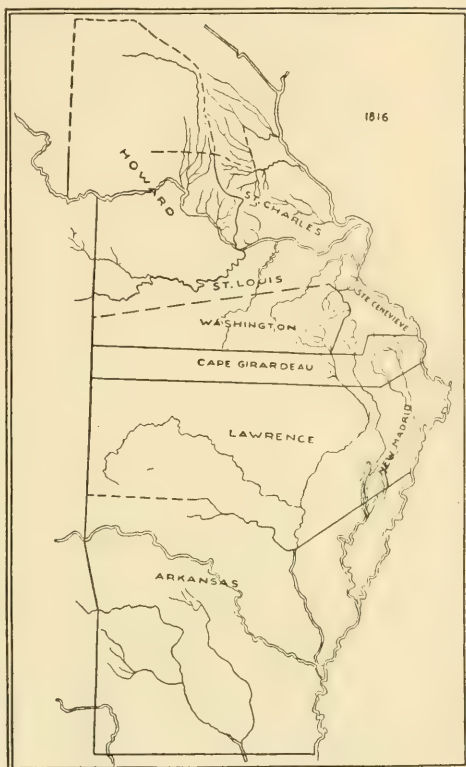 1816
HOWARD
ST. CHARLES
ST. LOUIS
STE GENEVIEVE
WASHINGTON
CAPE GIRARDEAU
LAWRENCE
NEW MADRID
ARKANSAS